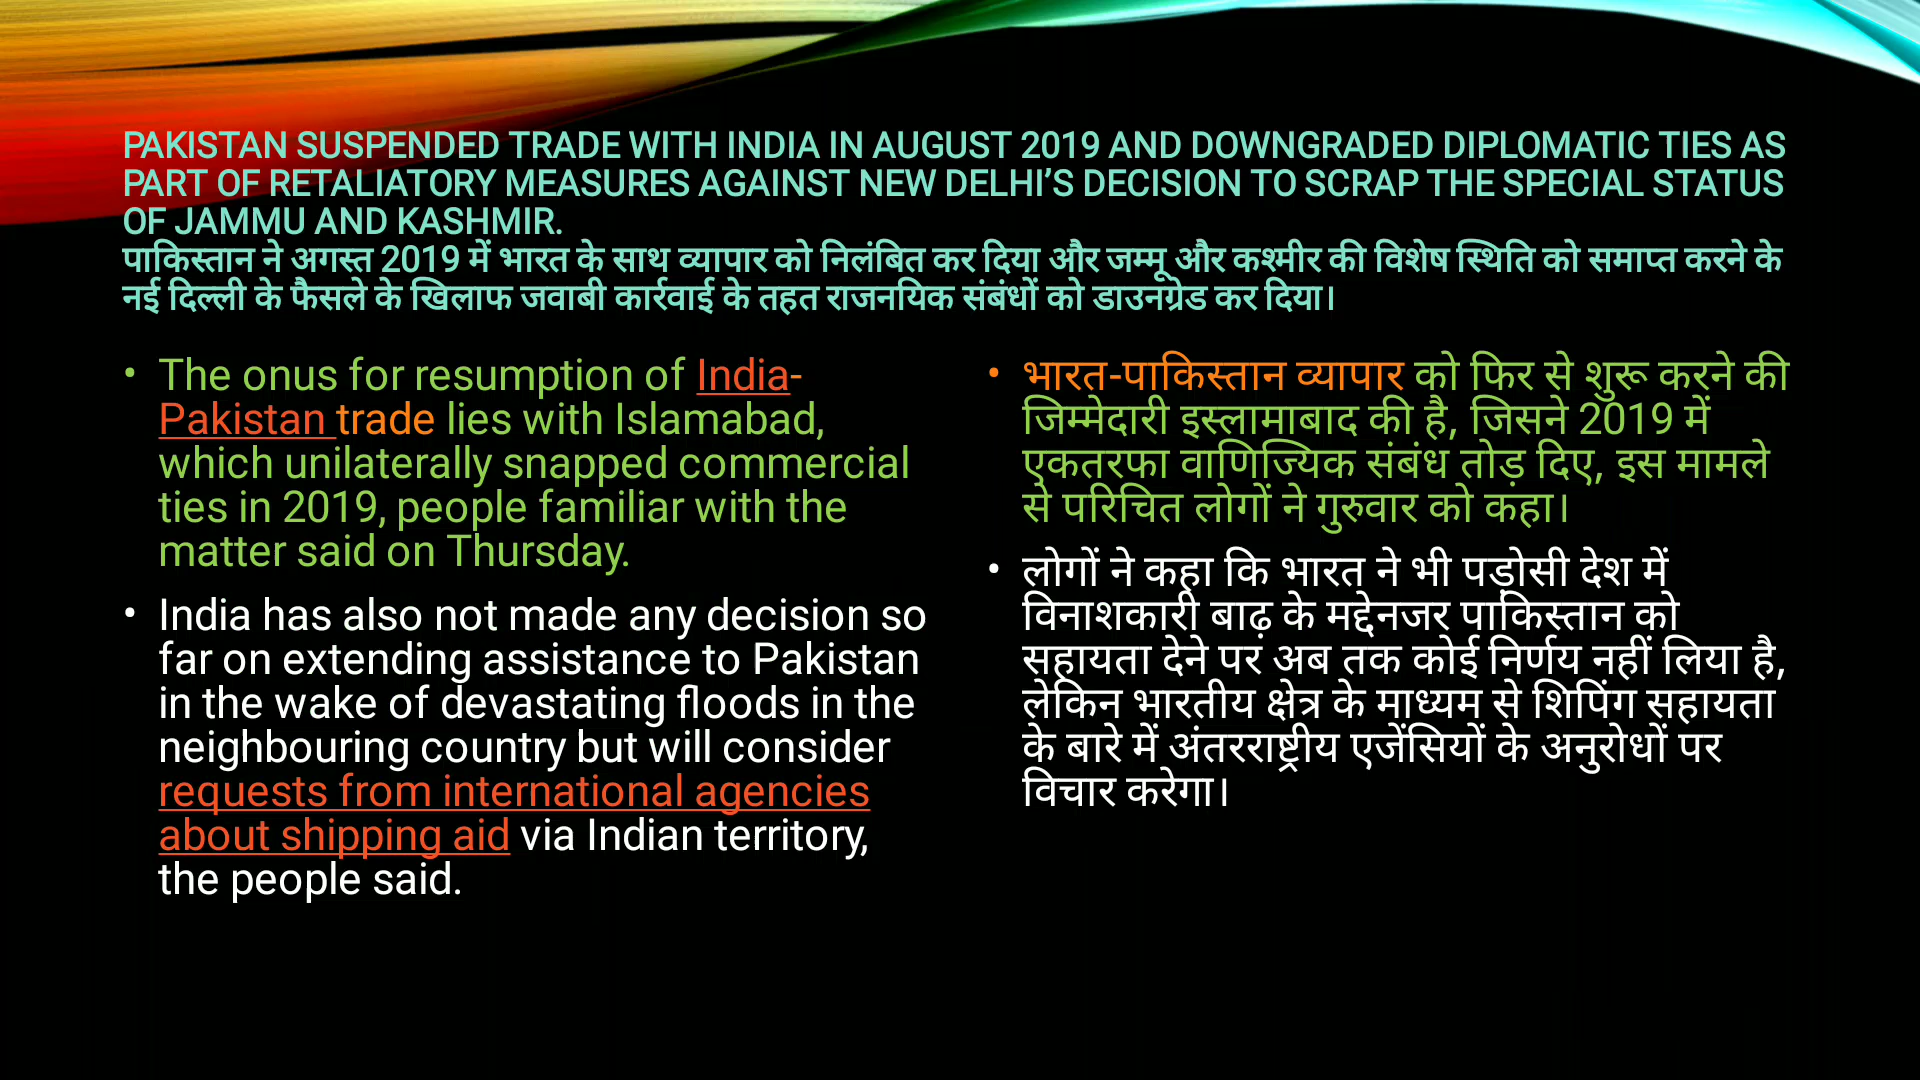 PAKISTAN SUSPENDED TRADE WITH INDIA IN AUGUST 2019 AND DOWNGRADED DIPLOMATIC TIES AS
PART OF RETALIATORY MEASURES AGAINST NEW DELHI’S DECISION TO SCRAP THE SPECIAL STATUS
OF JAMMU AND KASHMIR.
पाकिस्तान ने अगस्त 2019 में भारत के साथ व्यापार को निलंबित कर दिया और जम्मू और कश्मीर की विशेष स्थिति को समाप्त करने के
नई दिल्ली के फैसले के खिलाफ जवाबी कार्रवाई के तहत राजनयिक संबंधों को डाउनग्रेड कर दिया।
• The onus for resumption of India-
Pakistan trade lies with Islamabad,
which unilaterally snapped commercial
ties in 2019, people familiar with the
matter said on Thursday.
• India has also not made any decision so
far on extending assistance to Pakistan
in the wake of devastating floods in the
neighbouring country but will consider
requests from international agencies
about shipping aid via Indian territory,
the people said.
• भारत-पाकिस्तान व्यापार को फिर से शुरू करने की
जिम्मेदारी इस्लामाबाद की है, जिसने 2019 में
एकतरफा वाणिज्यिक संबंध तोड़ दिए, इस मामले
से परिचित लोगों ने गुरुवार को कहा।
• लोगों ने कहा कि भारत ने भी पड़ोसी देश में
विनाशकारी बाढ़ के मद्देनजर पाकिस्तान को
सहायता देने पर अब तक कोई निर्णय नहीं लिया है,
लेकिन भारतीय क्षेत्र के माध्यम से शिपिंग सहायता
के बारे में अंतरराष्ट्रीय एजेंसियों के अनुरोधों पर
विचार करेगा।